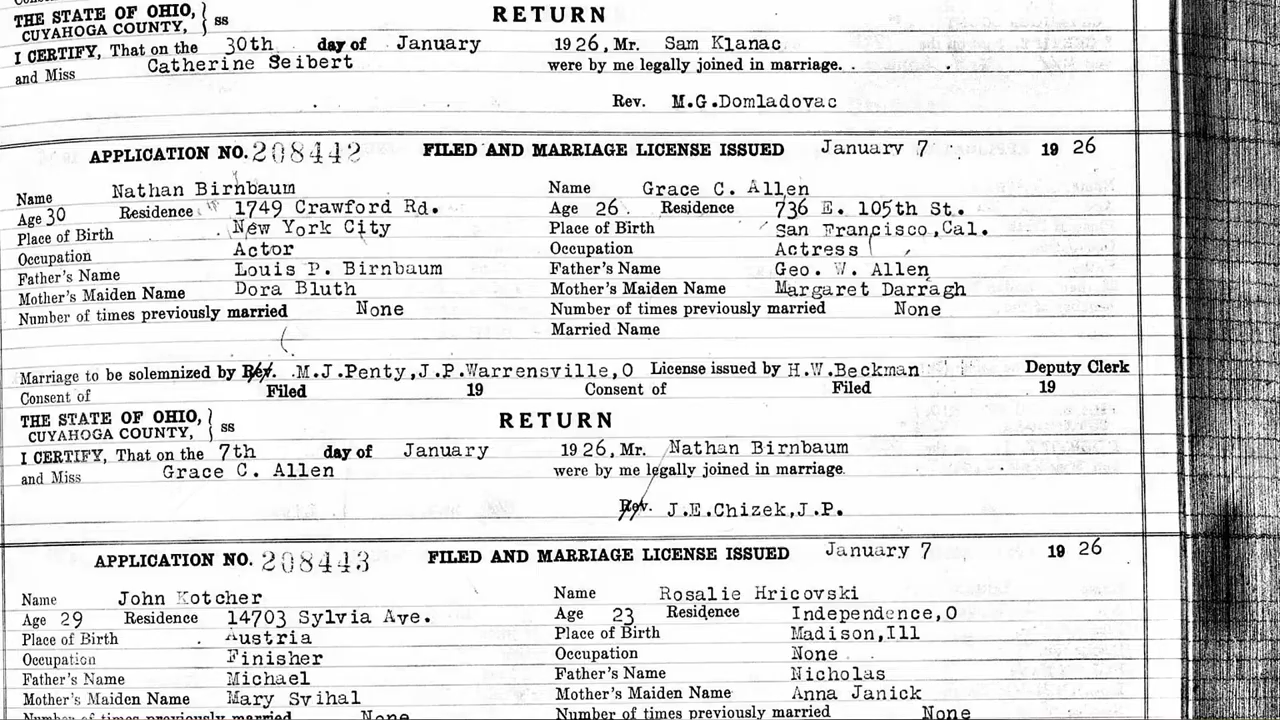 THE STATE OF OHIO, CUYAHOGA COUNTY, } ss RETURN
I CERTIFY, That on the 30th day of January 1926, Mr. Sam Klanac
and Miss Catherine Seibert were by me legally joined in marriage.
Rev. M.G.Domladovac
APPLICATION NO. 208442 FILED AND MARRIAGE LICENSE ISSUED January 7 19 26
Name Nathan Birnbaum Name Grace C. Allen
Age 30 Residence 1749 Crawford Rd. Age 26 Residence 736 E. 105th St.
Place of Birth New York City Place of Birth San Francisco,Cal.
Occupation Actor Occupation Actress
Father's Name Louis P. Birnbaum Father's Name Geo. W. Allen
Mother's Maiden Name Dora Bluth Mother's Maiden Name Margaret Darragh
Number of times previously married None Number of times previously married None
Married Name
Marriage to be solemnized by Rev. M.J.Penty,J.P.Warrensville,O License issued by H.W.Beckman Deputy Clerk
Consent of Filed 19 Consent of Filed 19
THE STATE OF OHIO, CUYAHOGA COUNTY, } ss RETURN
I CERTIFY, That on the 7th day of January 1926, Mr. Nathan Birnbaum
and Miss Grace C. Allen were by me legally joined in marriage.
Rev. J.E.Chizek,J.P.
APPLICATION NO. 208443 FILED AND MARRIAGE LICENSE ISSUED January 7 19 26
Name John Kotcher Name Rosalie Hricovski
Age 29 Residence 14703 Sylvia Ave. Age 23 Residence Independence,O
Place of Birth Austria Place of Birth Madison,Ill
Occupation Finisher Occupation None
Father's Name Michael Father's Name Nicholas
Mother's Maiden Name Mary Svihal Mother's Maiden Name Anna Janick
Number of times previously married None Number of times previously married None